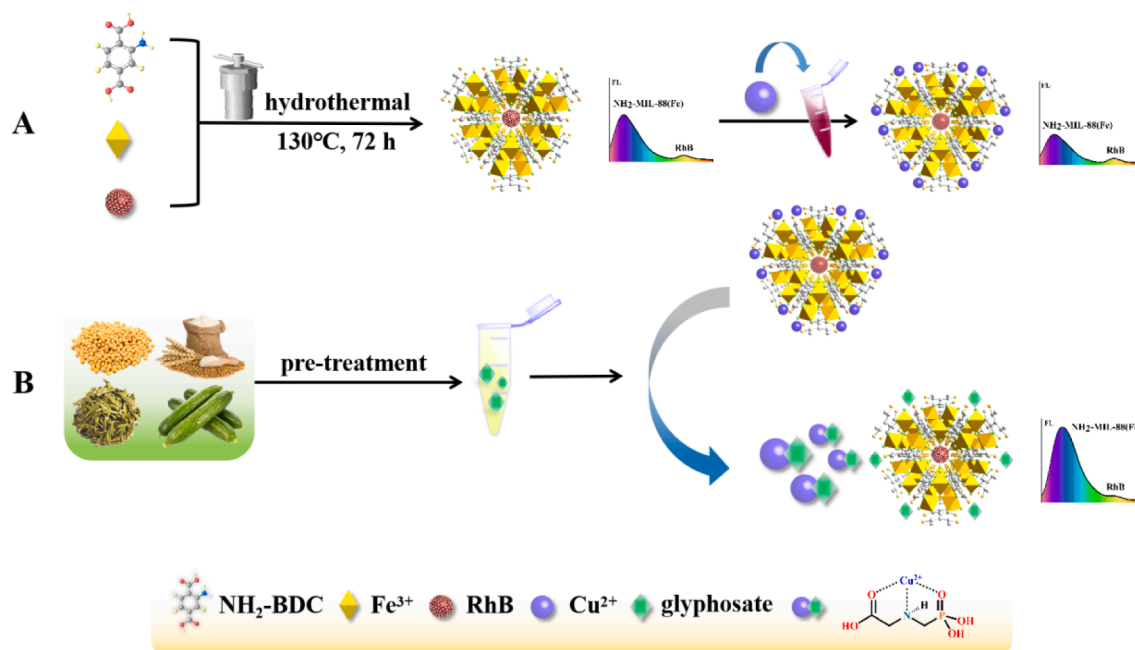 A
hydrothermal
130°C, 72 h
FL
NH2-MIL-88(Fe)
RhB
FL
NH2-MIL-88(Fe)
RhB
B
pre-treatment
FL
NH2-MIL-88(F
RhB
NH₂-BDC
Fe³⁺
RhB
Cu²⁺
glyphosate
Cu²⁺
O
H
O
HO
N
P
OH
OH